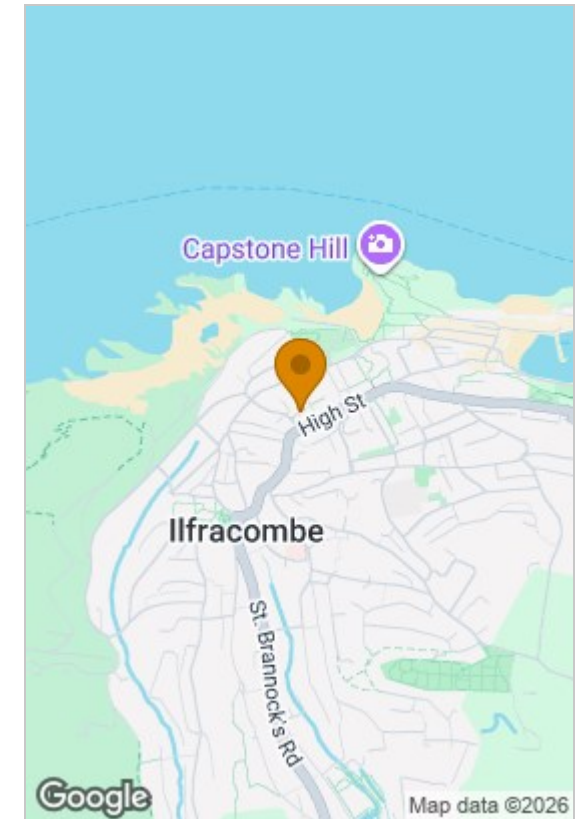 Capstone Hill
High St
Ilfracombe
St. Brannock's Rd
Google
Map data ©2026